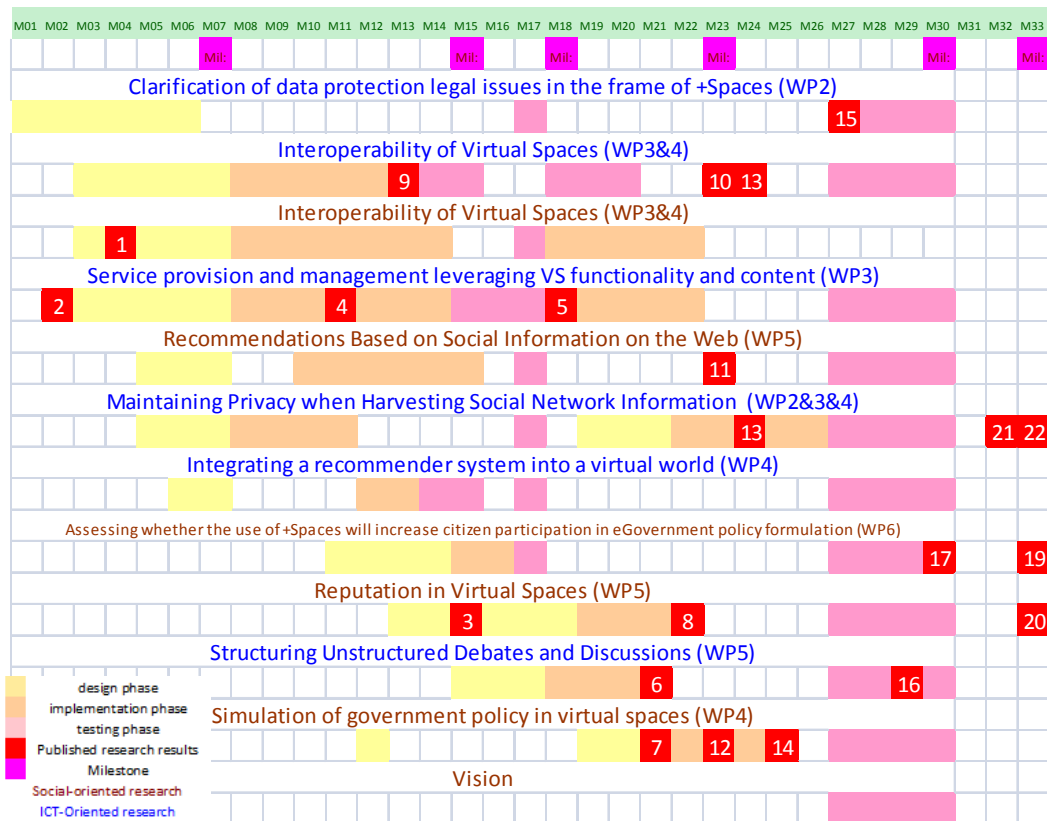 M01 M02 M03 M04 M05 M06 M07 M08 M09 M10 M11 M12 M13 M14 M15 M16 M17 M18 M19 M20 M21 M22 M23 M24 M25 M26 M27 M28 M29 M30 M31 M32 M33
Mil: Mil: Mil: Mil: Mil: Mil:
Clarification of data protection legal issues in the frame of +Spaces (WP2)
15
Interoperability of Virtual Spaces (WP3&4)
9 10 13
Interoperability of Virtual Spaces (WP3&4)
1
Service provision and management leveraging VS functionality and content (WP3)
2 4 5
Recommendations Based on Social Information on the Web (WP5)
11
Maintaining Privacy when Harvesting Social Network Information (WP2&3&4)
13 21 22
Integrating a recommender system into a virtual world (WP4)
Assessing whether the use of +Spaces will increase citizen participation in eGovernment policy formulation (WP6)
17 19
Reputation in Virtual Spaces (WP5)
3 8 20
Structuring Unstructured Debates and Discussions (WP5)
6 16
Simulation of government policy in virtual spaces (WP4)
7 12 14
Vision
design phase
implementation phase
testing phase
Published research results
Milestone
Social-oriented research
ICT-Oriented research